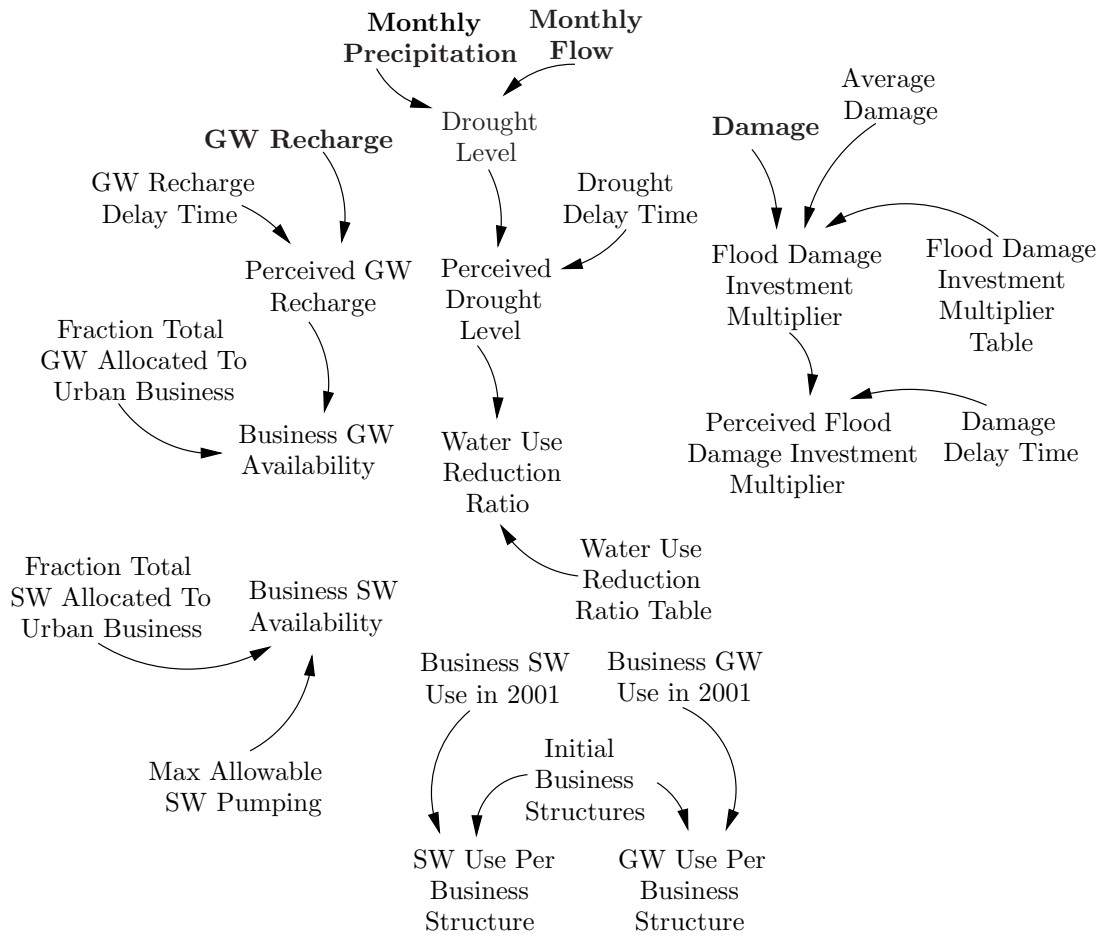 Monthly
Precipitation
Monthly
Flow
Average
Damage
Drought
Level
Damage
GW Recharge
GW Recharge
Delay Time
Drought
Delay Time
Perceived GW
Recharge
Perceived
Drought
Level
Flood Damage
Investment
Multiplier
Flood Damage
Investment
Multiplier
Table
Fraction Total
GW Allocated To
Urban Business
Business GW
Availability
Water Use
Reduction
Ratio
Perceived Flood
Damage Investment
Multiplier
Damage
Delay Time
Fraction Total
SW Allocated To
Urban Business
Business SW
Availability
Water Use
Reduction
Ratio Table
Business SW
Use in 2001
Business GW
Use in 2001
Max Allowable
SW Pumping
Initial
Business
Structures
SW Use Per
Business
Structure
GW Use Per
Business
Structure